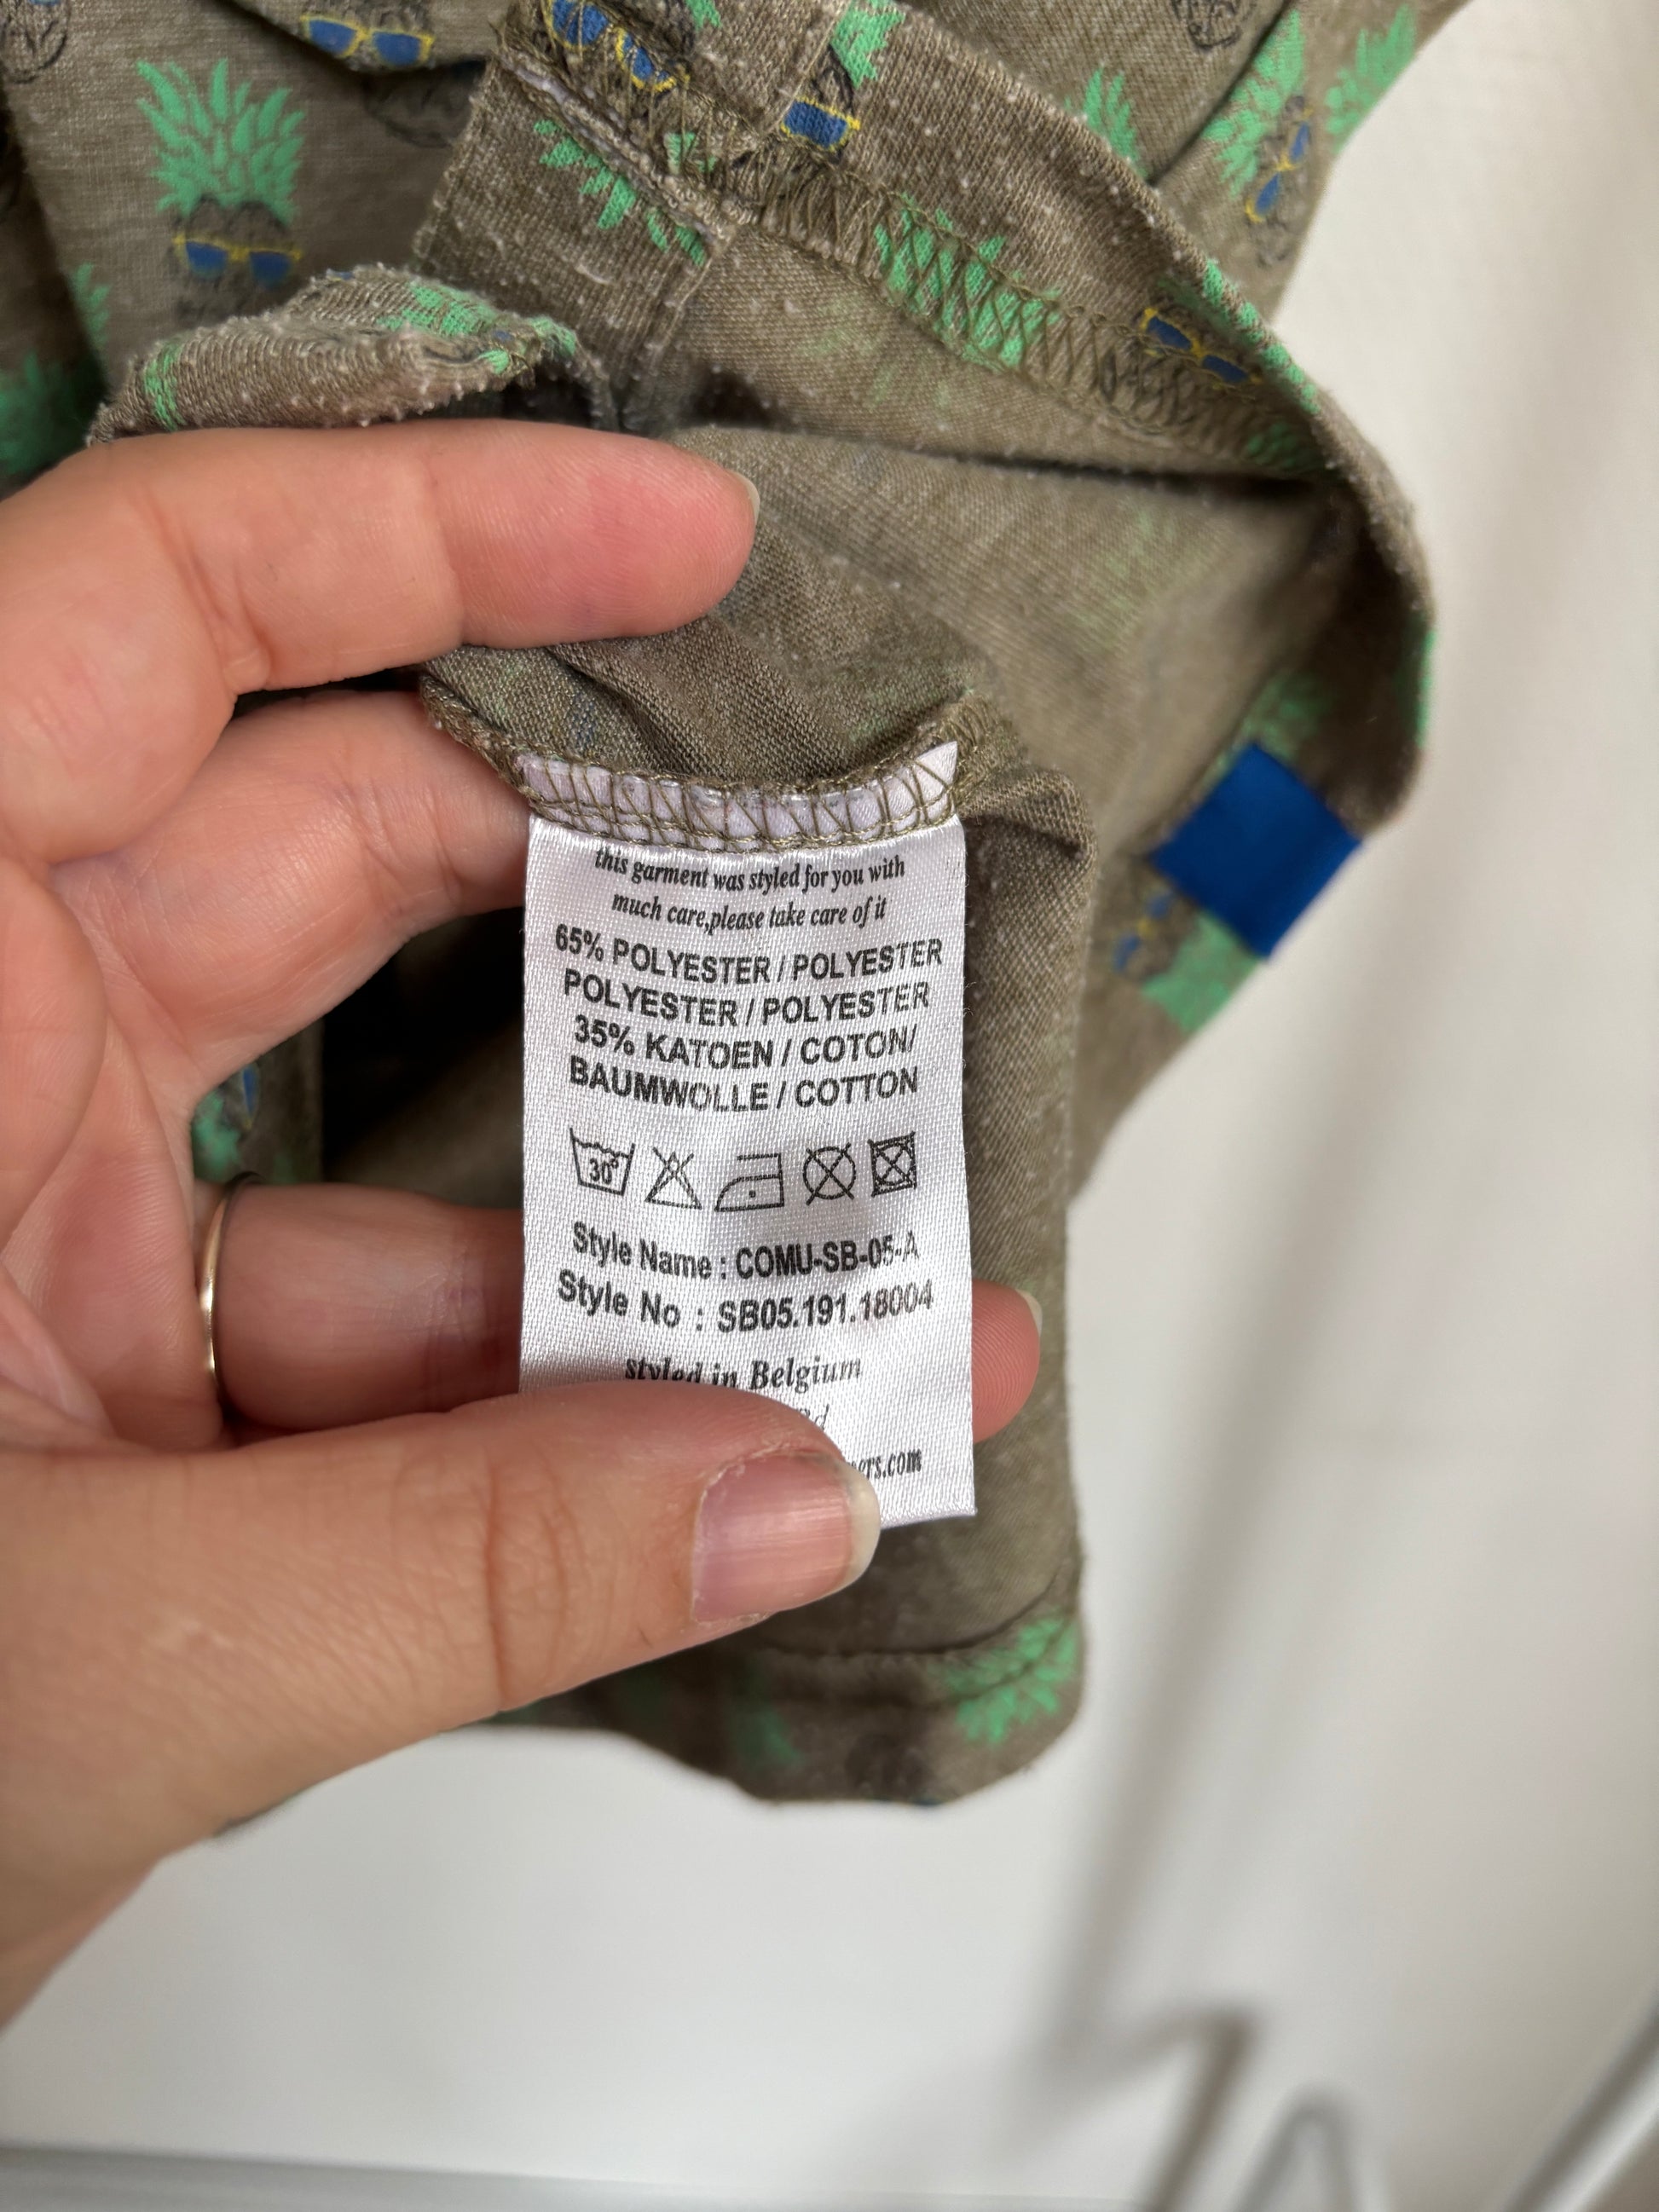 this garment was styled for you with
much care,please take care of it
65% POLYESTER / POLYESTER
POLYESTER / POLYESTER
35% KATOEN / COTON/
BAUMWOLLE / COTTON
30°
Style Name : COMU-SB-05-A
Style No : SB05.191.18004
styled in Belgium